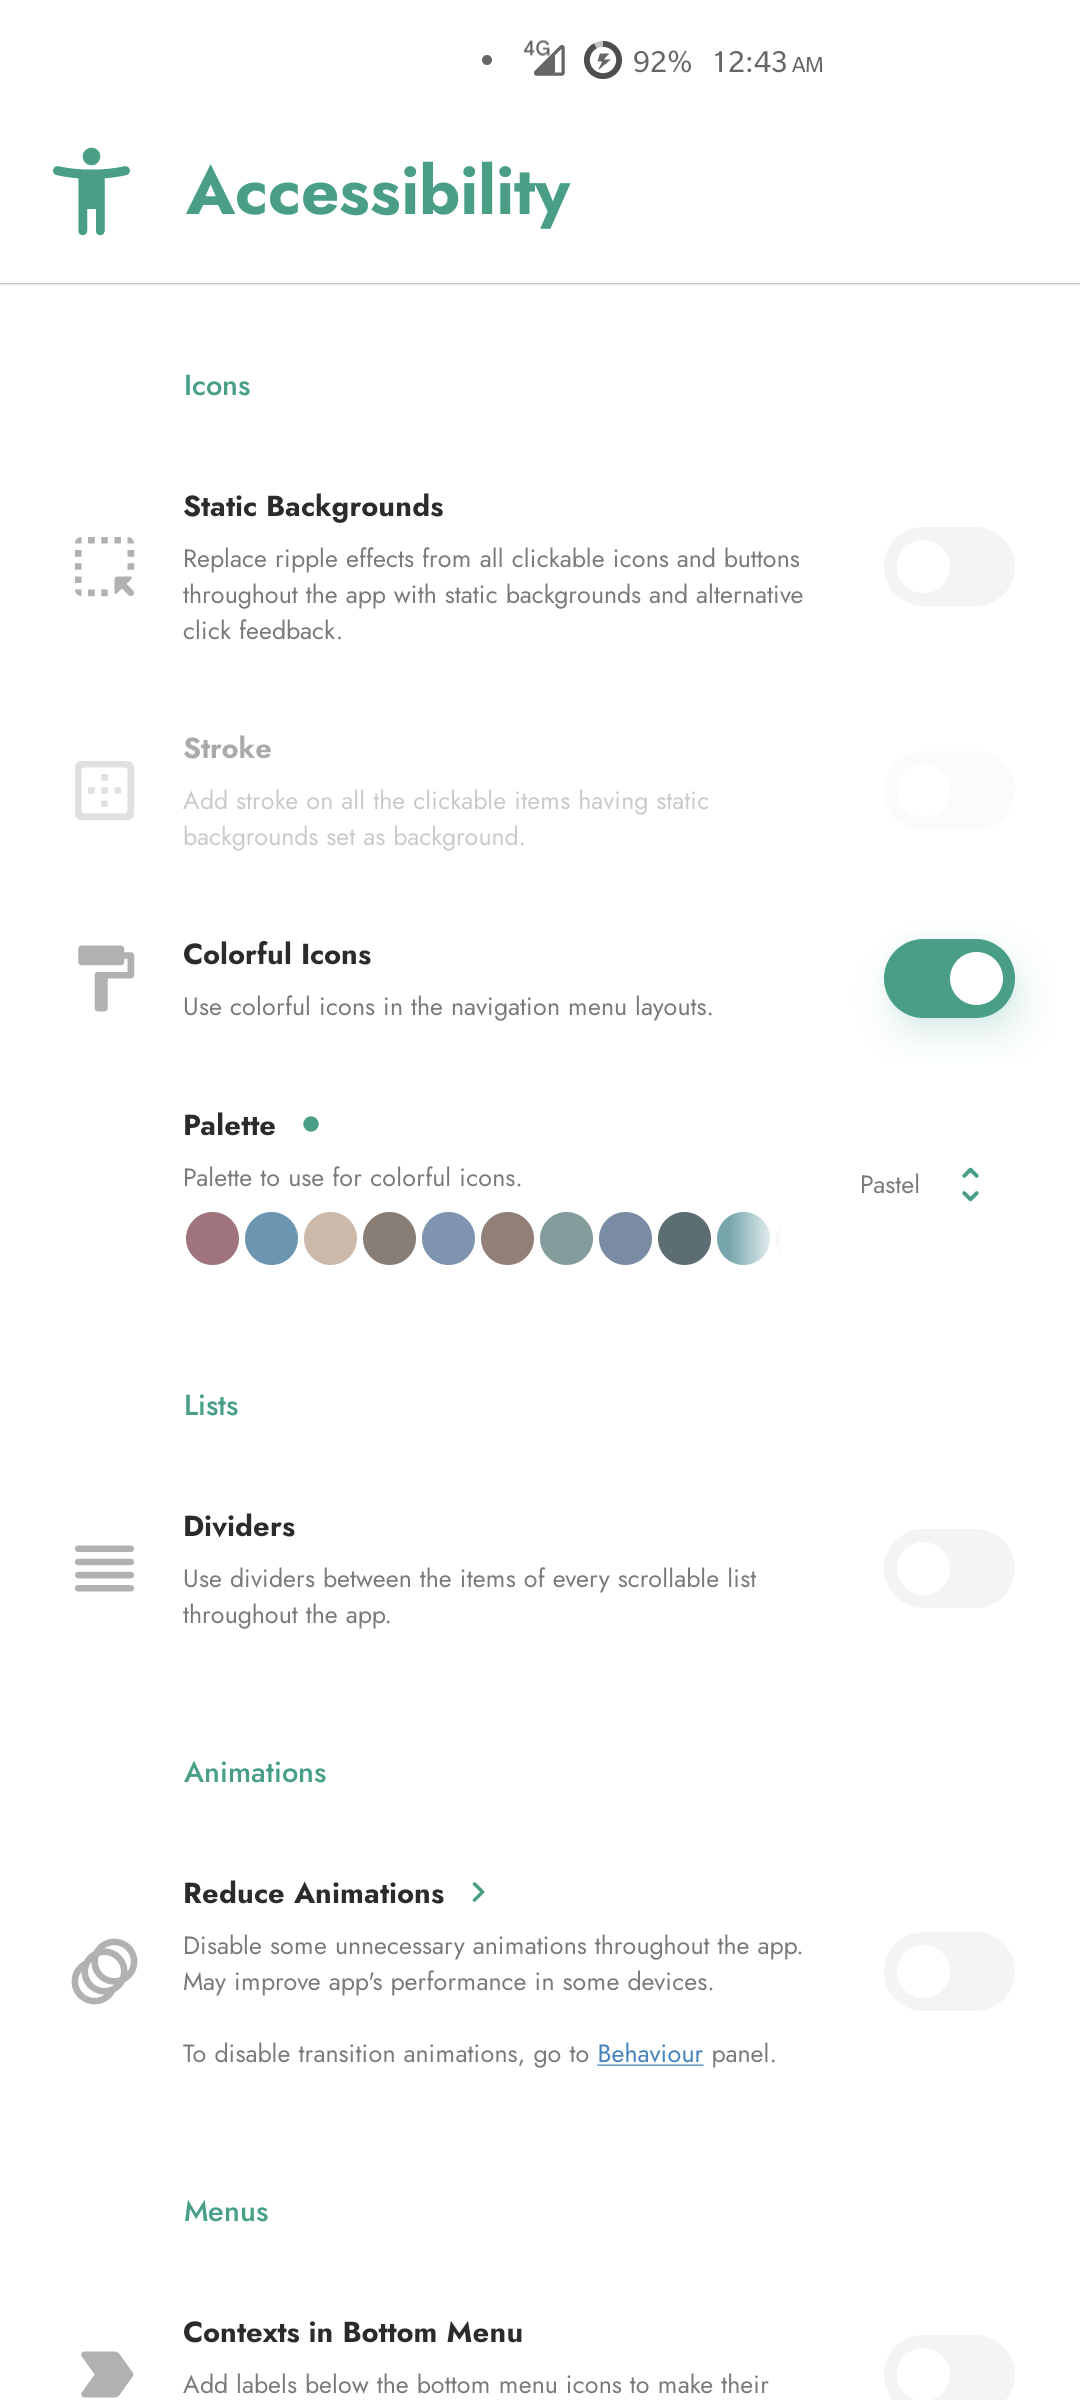 4G 92% 12:43 AM
Accessibility
Icons
Static Backgrounds
Replace ripple effects from all clickable icons and buttons
throughout the app with static backgrounds and alternative
click feedback.
Stroke
Add stroke on all the clickable items having static
backgrounds set as background.
Colorful Icons
Use colorful icons in the navigation menu layouts.
Palette
Palette to use for colorful icons.
Pastel
Lists
Dividers
Use dividers between the items of every scrollable list
throughout the app.
Animations
Reduce Animations
Disable some unnecessary animations throughout the app.
May improve app's performance in some devices.
To disable transition animations, go to Behaviour panel.
Menus
Contexts in Bottom Menu
Add labels below the bottom menu icons to make their